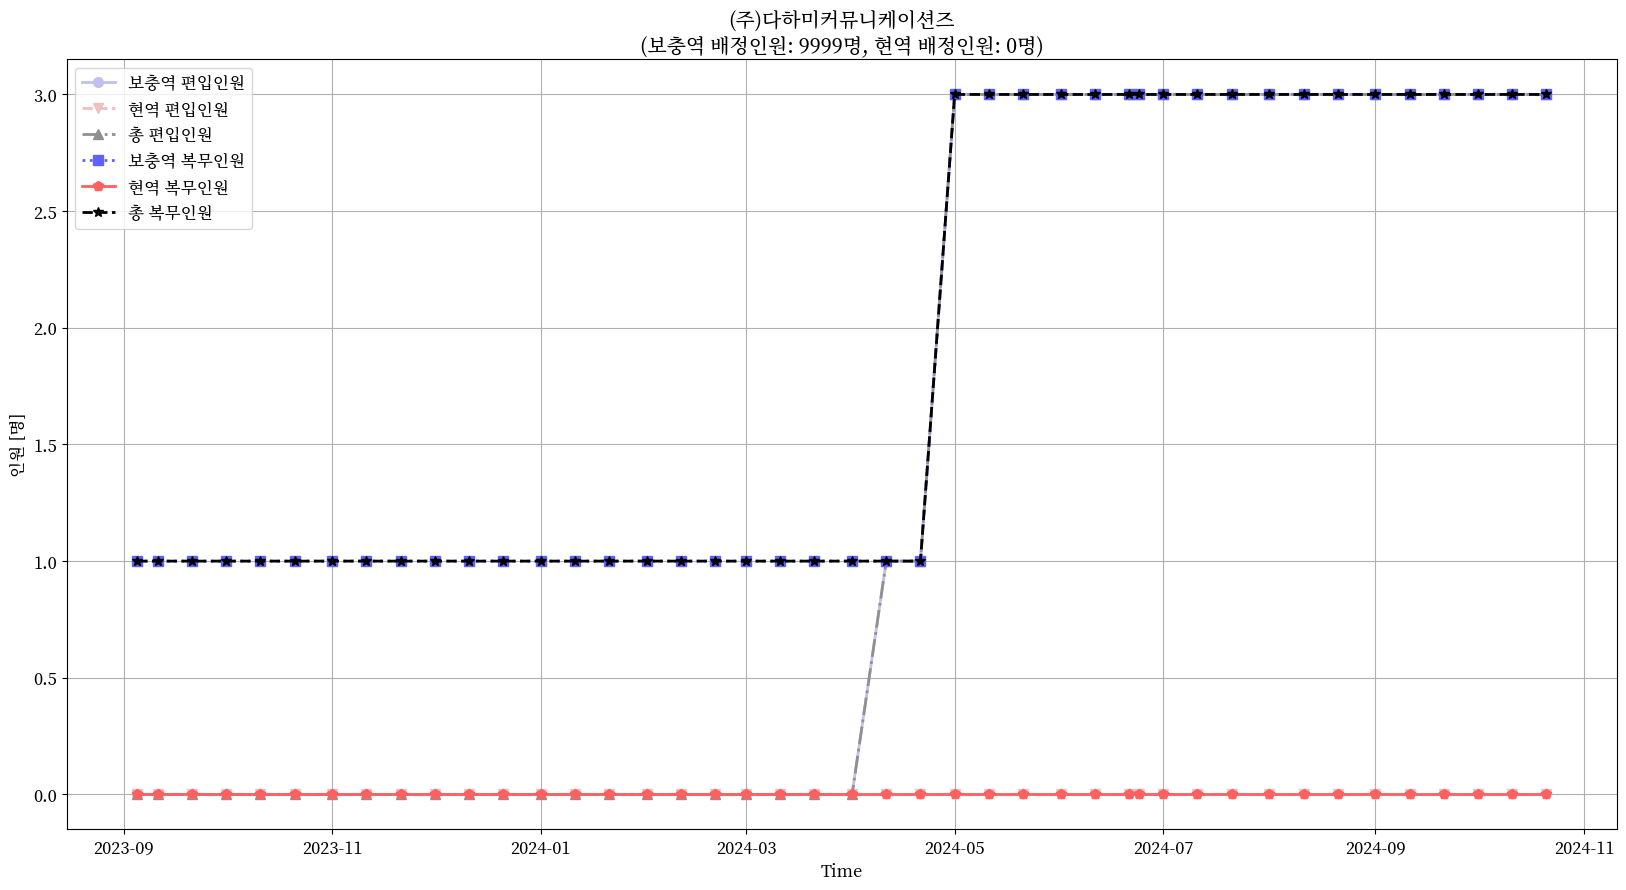 (주)다하미커뮤니케이션즈
(보충역 배정인원: 9999명, 현역 배정인원: 0명)
보충역 편입인원
현역 편입인원
총 편입인원
보충역 복무인원
현역 복무인원
총 복무인원
인원 [명]
3.0
2.5
2.0
1.5
1.0
0.5
0.0
2023-09
2023-11
2024-01
2024-03
2024-05
2024-07
2024-09
2024-11
Time